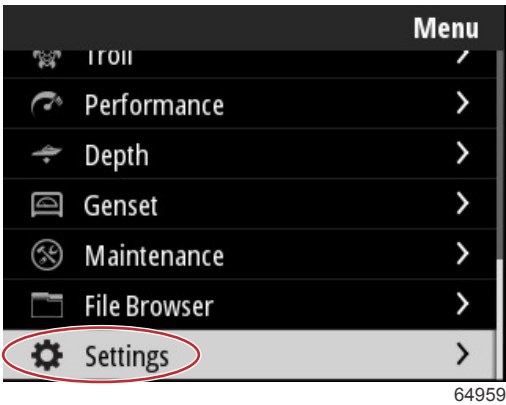 Menu
Troll
Performance
Depth
Genset
Maintenance
File Browser
Settings
64959